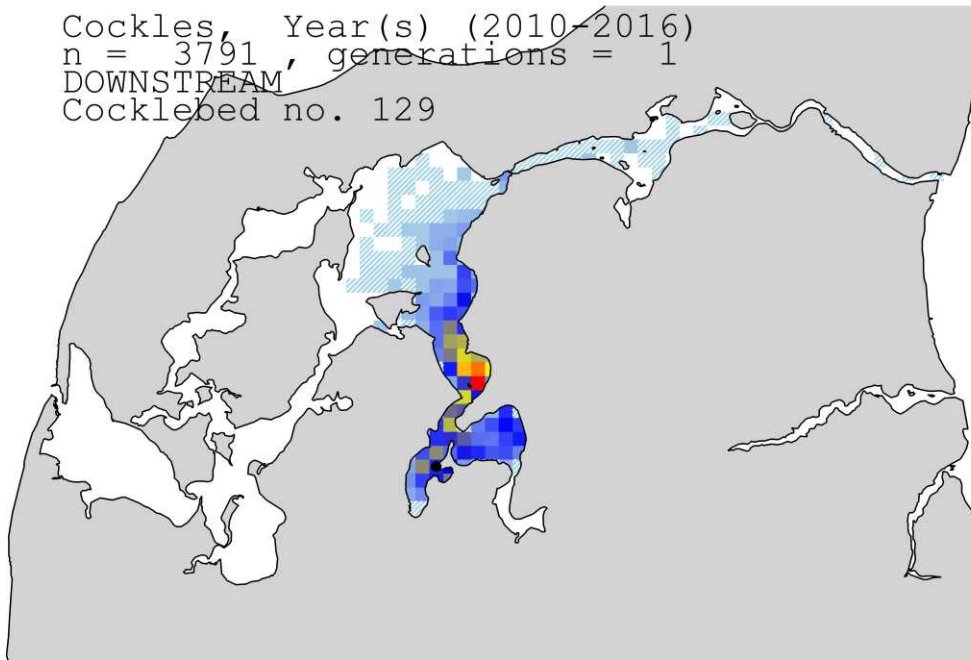 Cockles, Year(s) (2010-2016)
n = 3791 , generations = 1
DOWNSTREAM
Cocklebed no. 129